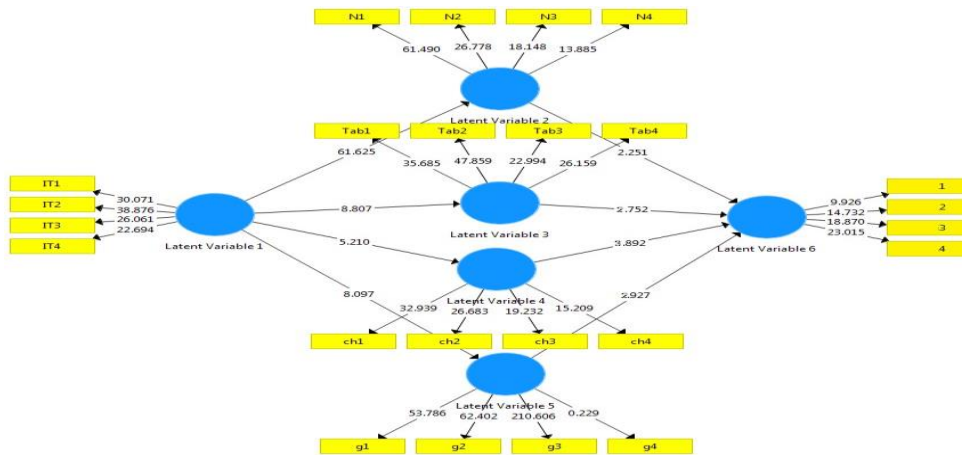 N1 N2 N3 N4
61.490 26.778 18.148 13.885
Latent Variable 2
Tab1 Tab2 Tab3 Tab4
61.625 35.685 47.859 22.994 26.159 2.251
IT1
IT2
IT3
IT4
30.071
38.876
26.061
22.694
Latent Variable 1
8.807
Latent Variable 3
2.752
5.210
3.892
Latent Variable 6
9.926
14.732
18.870
23.015
1
2
3
4
8.097
Latent Variable 4
2.927
32.939 26.683 19.232 15.209
ch1 ch2 ch3 ch4
Latent Variable 5
53.786 62.402 210.606 0.229
g1 g2 g3 g4